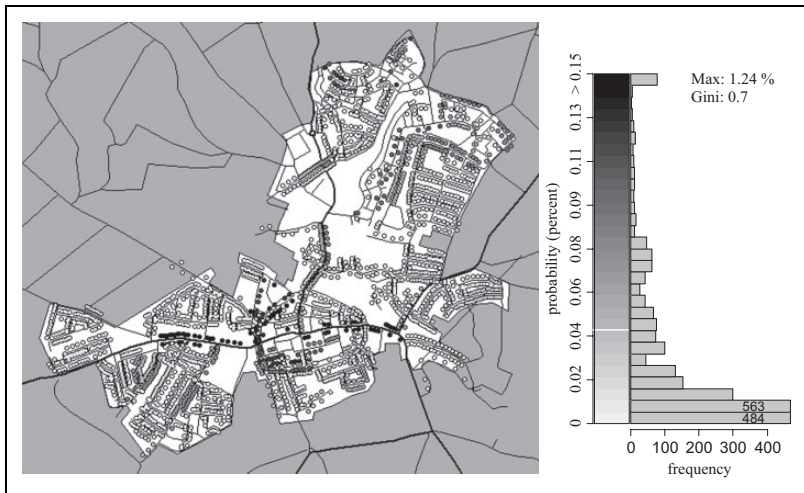 Max: 1.24 %
Gini: 0.7
probability (percent)
> 0.15
0.13
0.11
0.09
0.08
0.06
0.04
0.02
0
563
484
0 100 200 300 400
frequency